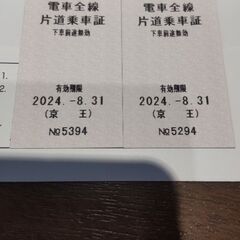 電車全線
片道乗車証
下車前途無効
有効期限
2024.-8.31
(京 王)
№5394
電車全線
片道乗車証
下車前途無効
有効期限
2024.-8.31
(京 王)
№5294
1.
2.